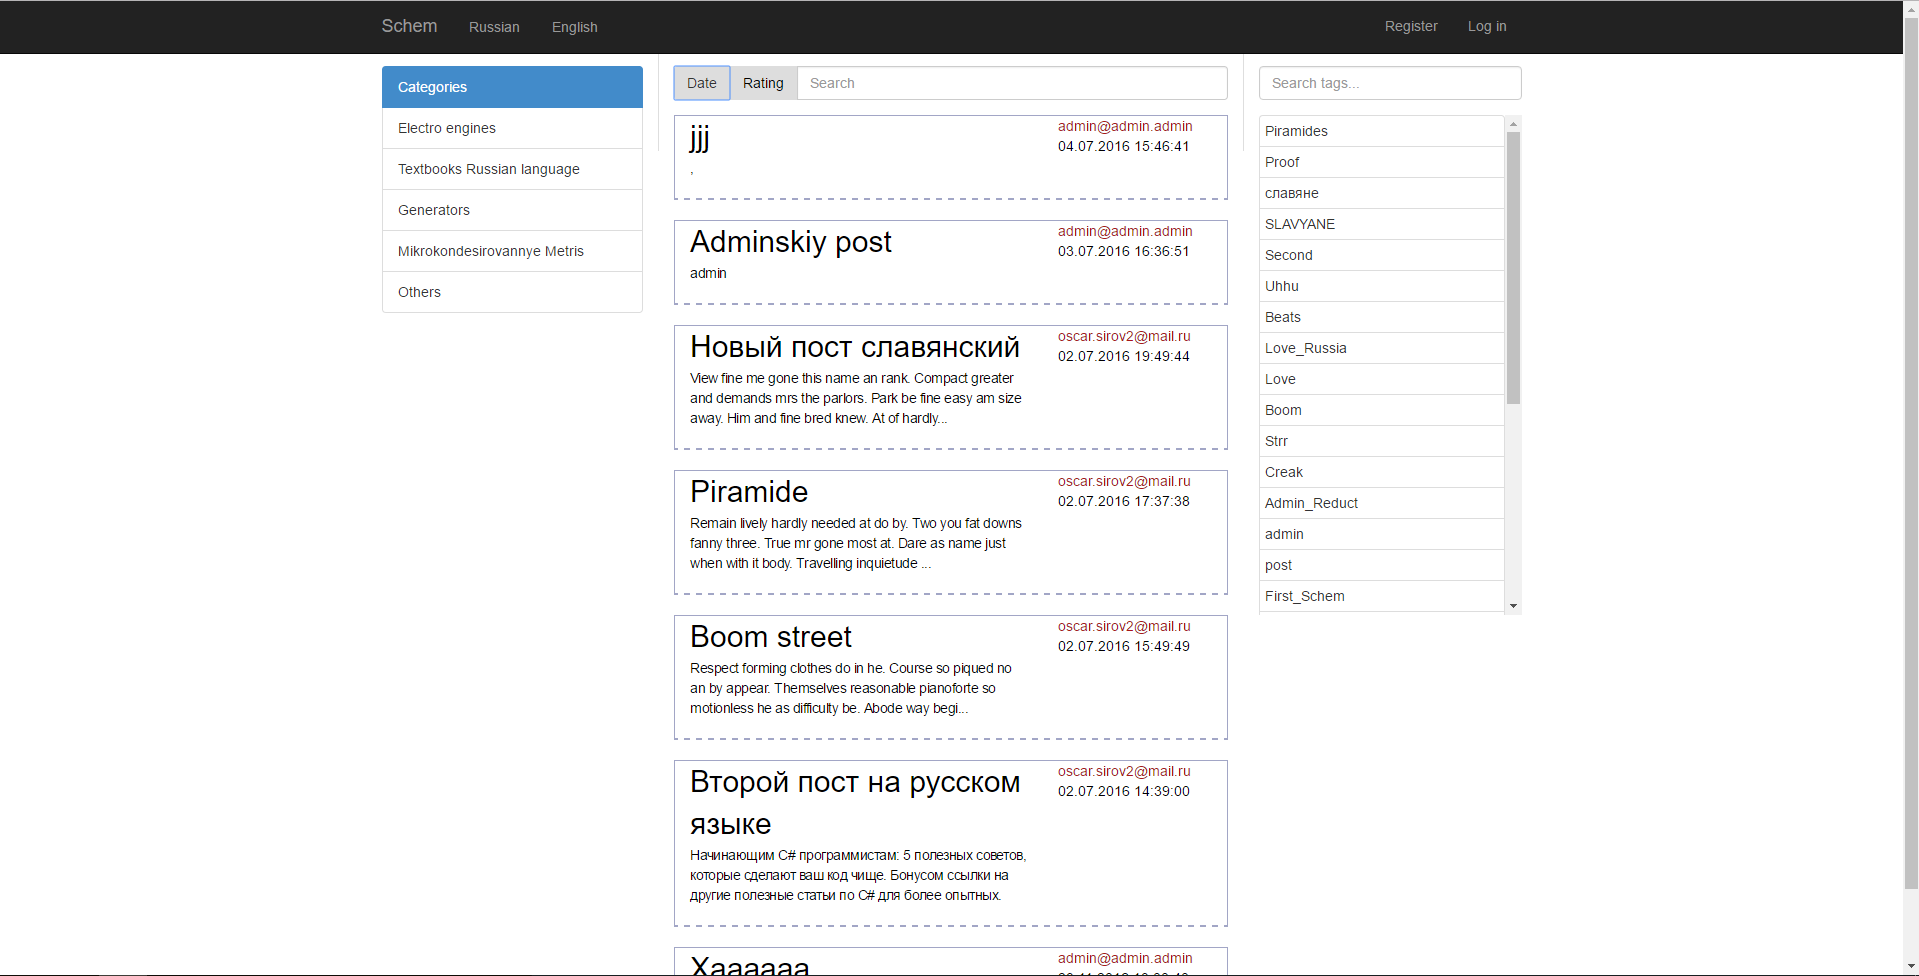 Schem Russian English Register Log in
Categories
Electro engines
Textbooks Russian language
Generators
Mikrokondesirovannye Metris
Others
Date Rating Search
jjj
,
admin@admin.admin
04.07.2016 15:46:41
Adminskiy post
admin
admin@admin.admin
03.07.2016 16:36:51
Новый пост славянский
View fine me gone this name an rank. Compact greater
and demands mrs the parlors. Park be fine easy am size
away. Him and fine bred knew. At of hardly...
oscar.sirov2@mail.ru
02.07.2016 19:49:44
Piramide
Remain lively hardly needed at do by. Two you fat downs
fanny three. True mr gone most at. Dare as name just
when with it body. Travelling inquietude ...
oscar.sirov2@mail.ru
02.07.2016 17:37:38
Boom street
Respect forming clothes do in he. Course so piqued no
an by appear. Themselves reasonable pianoforte so
motionless he as difficulty be. Abode way begi...
oscar.sirov2@mail.ru
02.07.2016 15:49:49
Второй пост на русском
языке
Начинающим C# программистам: 5 полезных советов,
которые сделают ваш код чище. Бонусом ссылки на
другие полезные статьи по C# для более опытных.
oscar.sirov2@mail.ru
02.07.2016 14:39:00
Хаааааа
admin@admin.admin
Search tags...
Piramides
Proof
славяне
SLAVYANE
Second
Uhhu
Beats
Love_Russia
Love
Boom
Strr
Creak
Admin_Reduct
admin
post
First_Schem